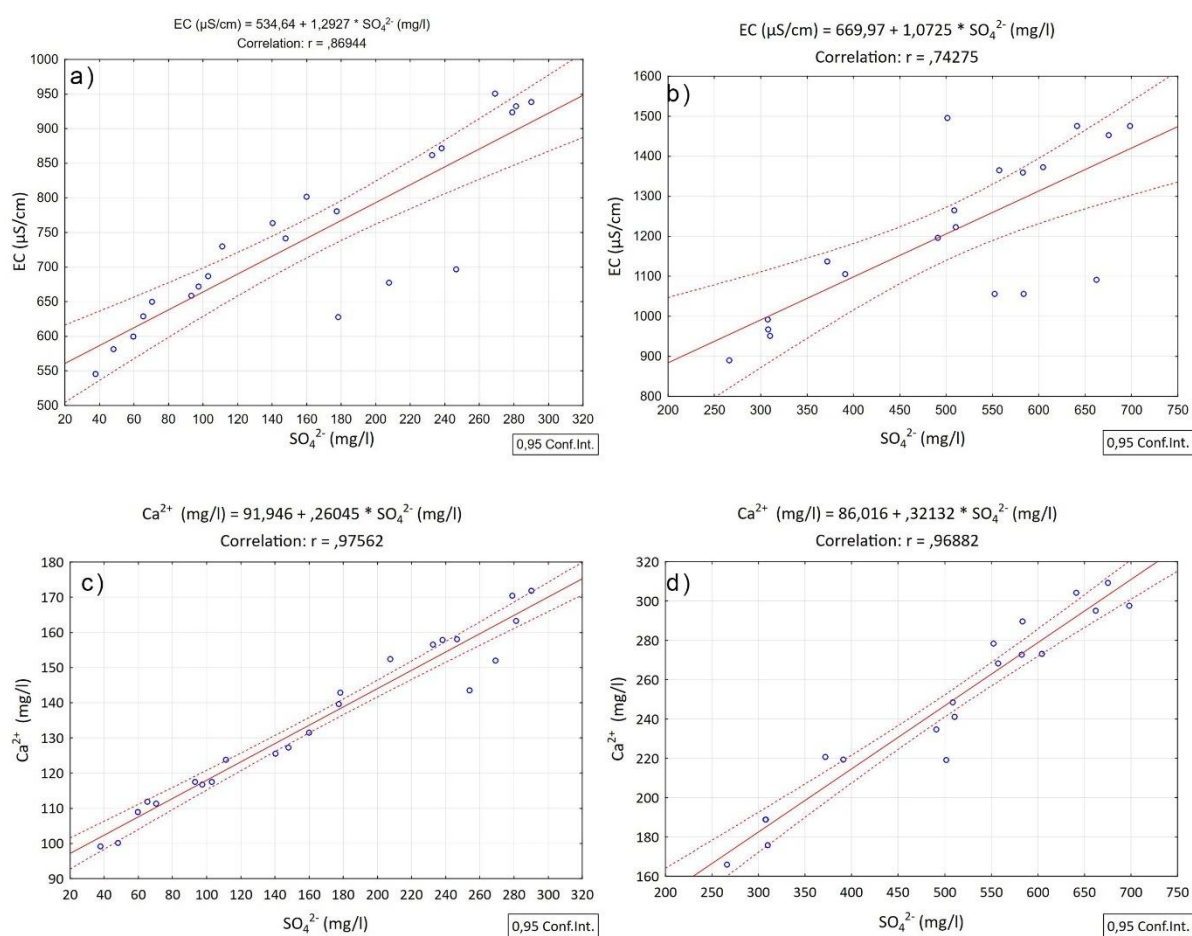 EC (µS/cm) = 534,64 + 1,2927 * SO₄²⁻ (mg/l)
Correlation: r = ,86944
a)
950
900
850
800
750
700
650
600
550
500
EC (µS/cm)
20 40 60 80 100 120 140 160 180 200 220 240 260 280 300 320
SO₄²⁻ (mg/l)
0,95 Conf.Int.
EC (µS/cm) = 669,97 + 1,0725 * SO₄²⁻ (mg/l)
Correlation: r = ,74275
b)
1600
1500
1400
1300
1200
1100
1000
900
800
EC (µS/cm)
200 250 300 350 400 450 500 550 600 650 700 750
SO₄²⁻ (mg/l)
0,95 Conf.Int.
Ca²⁺ (mg/l) = 91,946 + ,26045 * SO₄²⁻ (mg/l)
Correlation: r = ,97562
c)
180
170
160
150
140
130
120
110
100
90
Ca²⁺ (mg/l)
20 40 60 80 100 120 140 160 180 200 220 240 260 280 300 320
SO₄²⁻ (mg/l)
0,95 Conf.Int.
Ca²⁺ (mg/l) = 86,016 + ,32132 * SO₄²⁻ (mg/l)
Correlation: r = ,96882
d)
320
300
280
260
240
220
200
180
160
Ca²⁺ (mg/l)
200 250 300 350 400 450 500 550 600 650 700 750
SO₄²⁻ (mg/l)
0,95 Conf.Int.